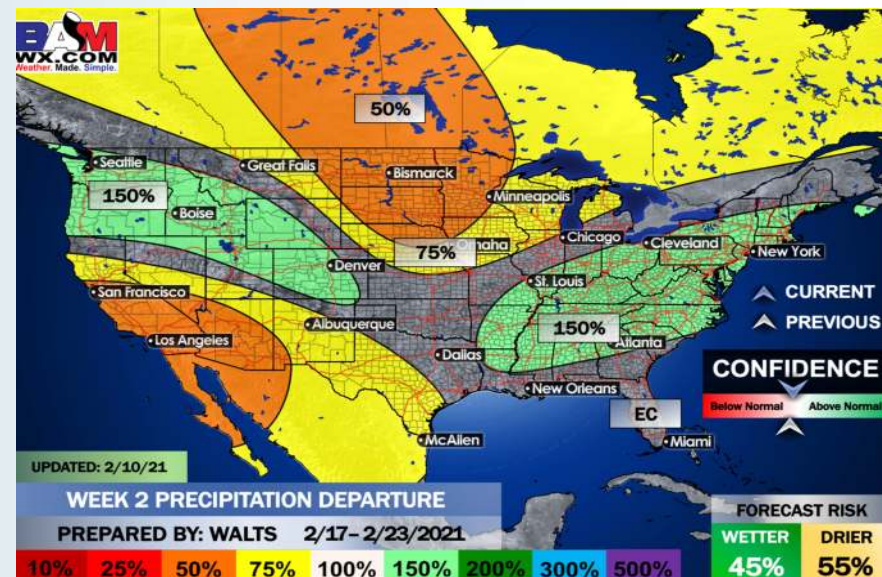 BAM
WX.COM
Weather. Made. Simple.
50%
Seattle
Great Falls
Bismarck
150%
Boise
Minneapolis
75%
Omaha
Chicago
Cleveland
New York
Denver
San Francisco
St. Louis
CURRENT
Los Angeles
Albuquerque
150%
Atlanta
PREVIOUS
Dallas
CONFIDENCE
New Orleans
Below Normal
Above Normal
EC
McAllen
Miami
UPDATED: 2/10/21
WEEK 2 PRECIPITATION DEPARTURE
PREPARED BY: WALTS 2/17– 2/23/2021
10% 25% 50% 75% 100% 150% 200% 300% 500%
FORECAST RISK
WETTER DRIER
45% 55%